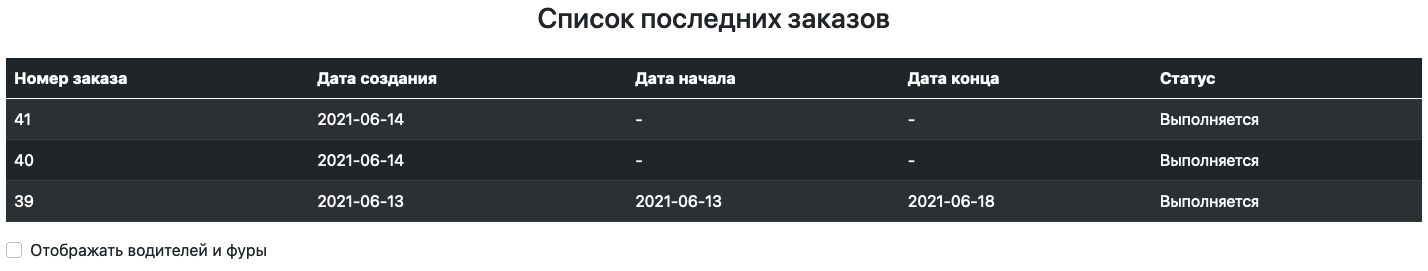 Список последних заказов
Номер заказа Дата создания Дата начала Дата конца Статус
41 2021-06-14 - - Выполняется
40 2021-06-14 - - Выполняется
39 2021-06-13 2021-06-13 2021-06-18 Выполняется
Отображать водителей и фуры